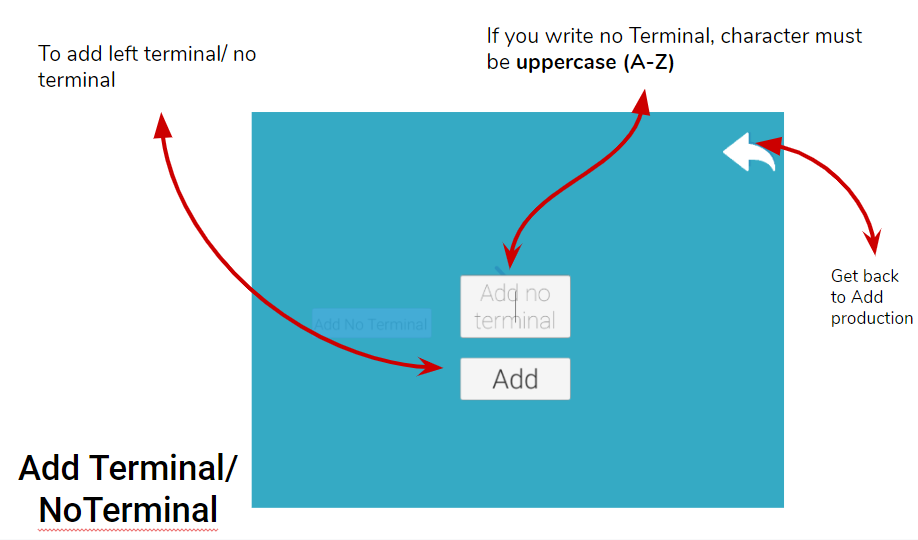 To add left terminal/ no
terminal
If you write no Terminal, character must
be uppercase (A-Z)
Get back
to Add
production
Add no
terminal
Add No Terminal
Add
Add Terminal/
NoTerminal